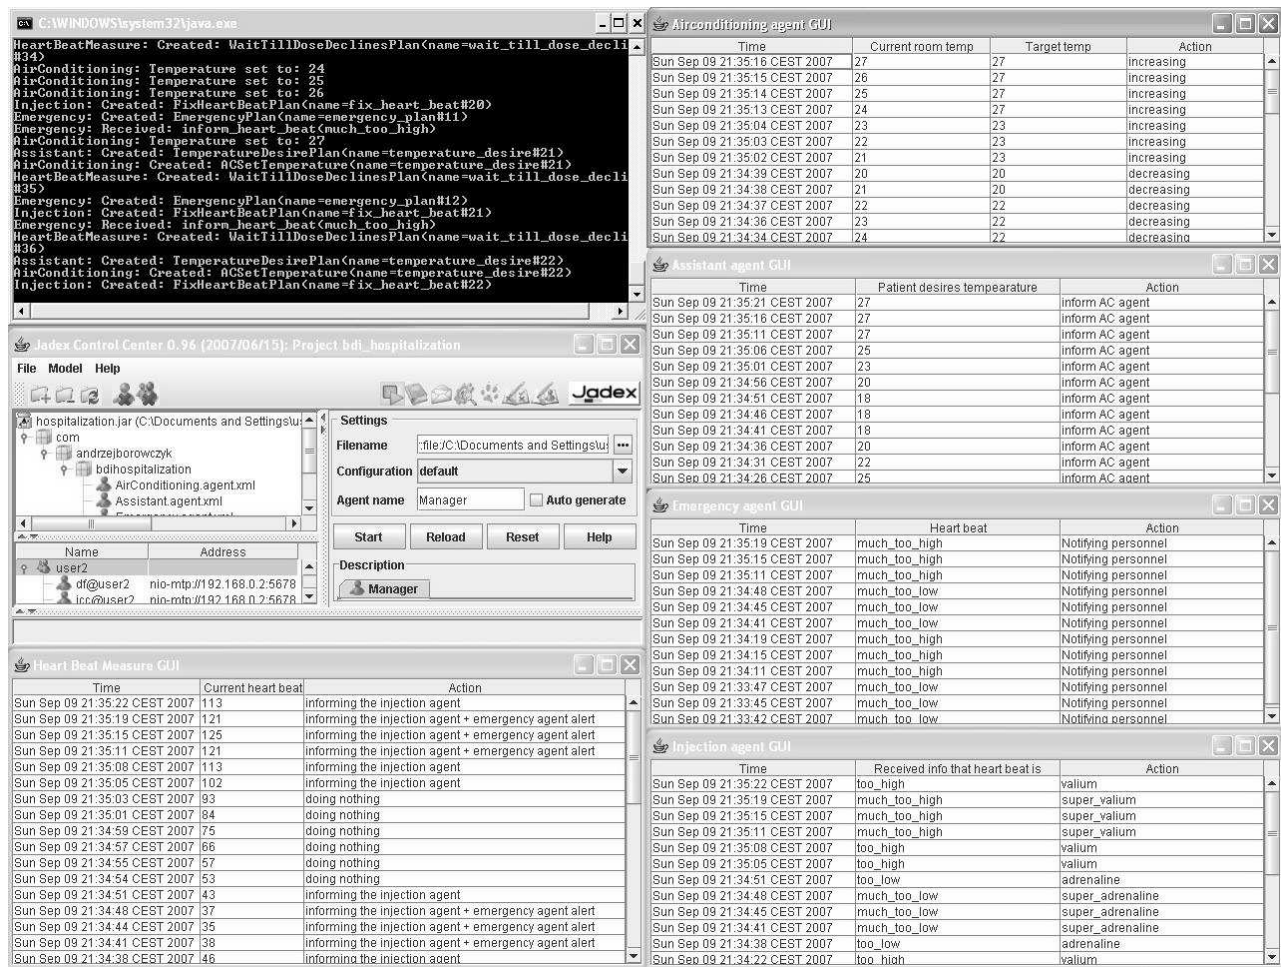 C:\WINDOWS\system32\java.exe
HeartBeatMeasure: Created: WaitTillDoseDeclinesPlan(name=wait_till_dose_decli
#34)
AirConditioning: Temperature set to: 24
AirConditioning: Temperature set to: 25
AirConditioning: Temperature set to: 26
Injection: Created: FixHeartBeatPlan(name=fix_heart_beat#20)
Emergency: Created: EmergencyPlan(name=emergency_plan#11)
Emergency: Received: inform_heart_beat(much_too_high)
AirConditioning: Temperature set to: 27
Assistant: Created: TemperatureDesirePlan(name=temperature_desire#21)
AirConditioning: Created: ACSetTemperature(name=temperature_desire#21)
HeartBeatMeasure: Created: WaitTillDoseDeclinesPlan(name=wait_till_dose_decli
#35)
Emergency: Created: EmergencyPlan(name=emergency_plan#12)
Injection: Created: FixHeartBeatPlan(name=fix_heart_beat#21)
Emergency: Received: inform_heart_beat(much_too_high)
HeartBeatMeasure: Created: WaitTillDoseDeclinesPlan(name=wait_till_dose_decli
#36)
Assistant: Created: TemperatureDesirePlan(name=temperature_desire#22)
AirConditioning: Created: ACSetTemperature(name=temperature_desire#22)
Injection: Created: FixHeartBeatPlan(name=fix_heart_beat#22)
Jadex Control Center 0.96 (2007/06/15): Project bdi_hospitalization
File Model Help
Jadex
hospitalization.jar (C:\Documents and Settings\us
com
andrzejborowczyk
bdihospitalization
AirConditioning.agent.xml
Assistant.agent.xml
Emergency.agent.xml
Name Address
user2
df@user2 nio-mtp://192.168.0.2:5678
icc@user2 nio-mtp://192.168.0.2:5678
Settings
Filename ::file:/C:\Documents and Settings\us ...
Configuration default
Agent name Manager Auto generate
Start Reload Reset Help
Description
Manager
Heart Beat Measure GUI
Time Current heart beat Action
Sun Sep 09 21:35:22 CEST 2007 113 informing the injection agent
Sun Sep 09 21:35:19 CEST 2007 121 informing the injection agent + emergency agent alert
Sun Sep 09 21:35:15 CEST 2007 125 informing the injection agent + emergency agent alert
Sun Sep 09 21:35:11 CEST 2007 121 informing the injection agent + emergency agent alert
Sun Sep 09 21:35:08 CEST 2007 113 informing the injection agent
Sun Sep 09 21:35:05 CEST 2007 102 informing the injection agent
Sun Sep 09 21:35:03 CEST 2007 93 doing nothing
Sun Sep 09 21:35:01 CEST 2007 84 doing nothing
Sun Sep 09 21:34:59 CEST 2007 75 doing nothing
Sun Sep 09 21:34:57 CEST 2007 66 doing nothing
Sun Sep 09 21:34:55 CEST 2007 57 doing nothing
Sun Sep 09 21:34:54 CEST 2007 53 doing nothing
Sun Sep 09 21:34:51 CEST 2007 43 informing the injection agent
Sun Sep 09 21:34:48 CEST 2007 37 informing the injection agent + emergency agent alert
Sun Sep 09 21:34:44 CEST 2007 35 informing the injection agent + emergency agent alert
Sun Sep 09 21:34:41 CEST 2007 38 informing the injection agent + emergency agent alert
Sun Sep 09 21:34:38 CEST 2007 46 informing the injection agent
Airconditioning agent GUI
Time Current room temp Target temp Action
Sun Sep 09 21:35:16 CEST 2007 27 27 increasing
Sun Sep 09 21:35:15 CEST 2007 26 27 increasing
Sun Sep 09 21:35:14 CEST 2007 25 27 increasing
Sun Sep 09 21:35:13 CEST 2007 24 27 increasing
Sun Sep 09 21:35:04 CEST 2007 23 23 increasing
Sun Sep 09 21:35:03 CEST 2007 22 23 increasing
Sun Sep 09 21:35:02 CEST 2007 21 23 increasing
Sun Sep 09 21:34:39 CEST 2007 20 20 decreasing
Sun Sep 09 21:34:38 CEST 2007 21 20 decreasing
Sun Sep 09 21:34:37 CEST 2007 22 22 decreasing
Sun Sep 09 21:34:36 CEST 2007 23 22 decreasing
Sun Sep 09 21:34:34 CEST 2007 24 22 decreasing
Assistant agent GUI
Time Patient desires tempearature Action
Sun Sep 09 21:35:21 CEST 2007 27 inform AC agent
Sun Sep 09 21:35:16 CEST 2007 27 inform AC agent
Sun Sep 09 21:35:11 CEST 2007 27 inform AC agent
Sun Sep 09 21:35:06 CEST 2007 25 inform AC agent
Sun Sep 09 21:35:01 CEST 2007 23 inform AC agent
Sun Sep 09 21:34:56 CEST 2007 20 inform AC agent
Sun Sep 09 21:34:51 CEST 2007 18 inform AC agent
Sun Sep 09 21:34:46 CEST 2007 18 inform AC agent
Sun Sep 09 21:34:41 CEST 2007 18 inform AC agent
Sun Sep 09 21:34:36 CEST 2007 20 inform AC agent
Sun Sep 09 21:34:31 CEST 2007 22 inform AC agent
Sun Sep 09 21:34:26 CEST 2007 25 inform AC agent
Emergency agent GUI
Time Heart beat Action
Sun Sep 09 21:35:19 CEST 2007 much_too_high Notifying personnel
Sun Sep 09 21:35:15 CEST 2007 much_too_high Notifying personnel
Sun Sep 09 21:35:11 CEST 2007 much_too_high Notifying personnel
Sun Sep 09 21:34:48 CEST 2007 much_too_low Notifying personnel
Sun Sep 09 21:34:45 CEST 2007 much_too_low Notifying personnel
Sun Sep 09 21:34:41 CEST 2007 much_too_low Notifying personnel
Sun Sep 09 21:34:19 CEST 2007 much_too_high Notifying personnel
Sun Sep 09 21:34:15 CEST 2007 much_too_high Notifying personnel
Sun Sep 09 21:34:11 CEST 2007 much_too_high Notifying personnel
Sun Sep 09 21:33:47 CEST 2007 much_too_low Notifying personnel
Sun Sep 09 21:33:45 CEST 2007 much_too_low Notifying personnel
Sun Sep 09 21:33:42 CEST 2007 much_too_low Notifying personnel
Injection agent GUI
Time Received info that heart beat is Action
Sun Sep 09 21:35:22 CEST 2007 too_high valium
Sun Sep 09 21:35:19 CEST 2007 much_too_high super_valium
Sun Sep 09 21:35:15 CEST 2007 much_too_high super_valium
Sun Sep 09 21:35:11 CEST 2007 much_too_high super_valium
Sun Sep 09 21:35:08 CEST 2007 too_high valium
Sun Sep 09 21:35:05 CEST 2007 too_high valium
Sun Sep 09 21:34:51 CEST 2007 too_low adrenaline
Sun Sep 09 21:34:48 CEST 2007 much_too_low super_adrenaline
Sun Sep 09 21:34:45 CEST 2007 much_too_low super_adrenaline
Sun Sep 09 21:34:41 CEST 2007 much_too_low super_adrenaline
Sun Sep 09 21:34:38 CEST 2007 too_low adrenaline
Sun Sep 09 21:34:22 CEST 2007 too_high valium